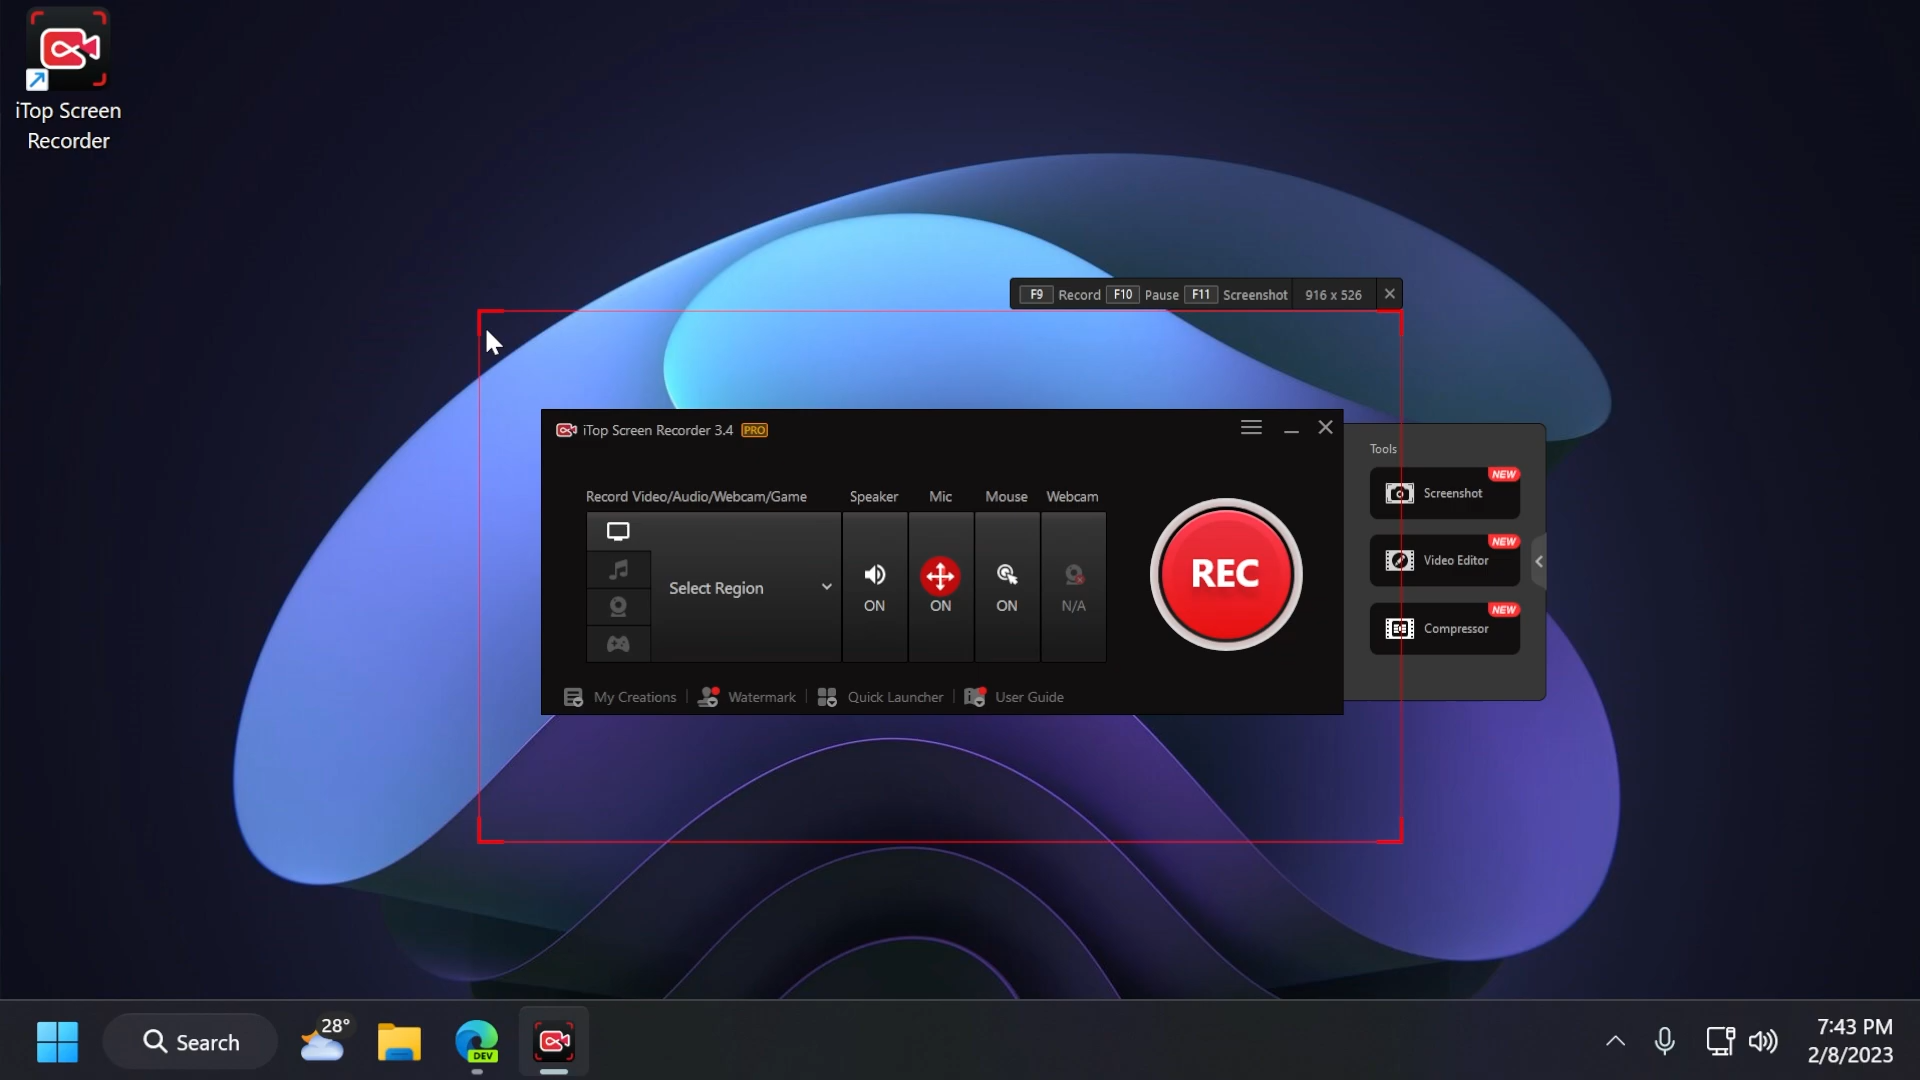 iTop Screen
Recorder
F9 Record F10 Pause F11 Screenshot 916 x 526
iTop Screen Recorder 3.4 PRO
Tools
Record Video/Audio/Webcam/Game Speaker Mic Mouse Webcam
NEW
Screenshot
NEW
Video Editor
Select Region
ON ON ON N/A
REC
NEW
Compressor
My Creations Watermark Quick Launcher User Guide
Search
28°
DEV
7:43 PM
2/8/2023